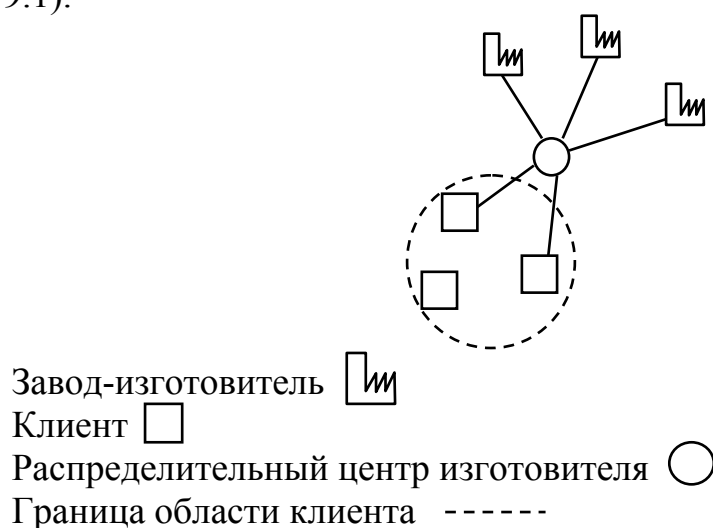 9.1).
Завод-изготовитель
Клиент
Распределительный центр изготовителя
Граница области клиента